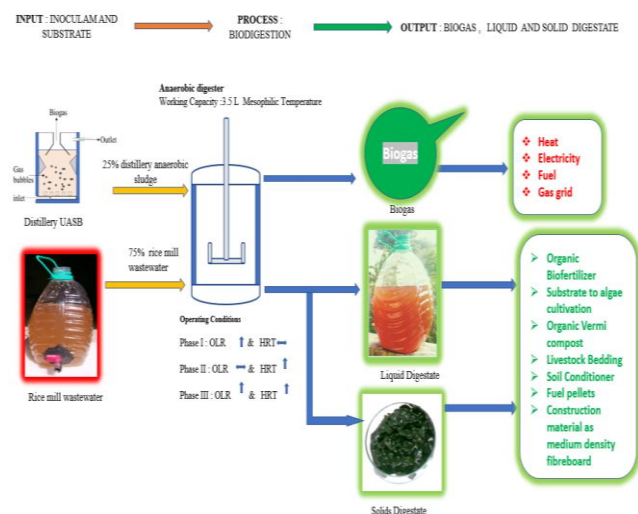 INPUT : INOCULAM AND
SUBSTRATE
PROCESS :
BIODIGESTION
OUTPUT: BIOGAS , LIQUID AND SOLID DIGESTATE
Anaerobic digester
Working Capacity :3.5 L Mesophilic Temperature
Biogas
Outlet
Gas
bubbles
inlet
Distillery UASB
25% distillery anaerobic
sludge
75% rice mill
wastewater
Rice mill wastewater
Operating Conditions
Phase I : OLR ⬆ & HRT ⬌
Phase II : OLR ⬌ & HRT ⬆
Phase III : OLR ⬆ & HRT ⬆
Biogas
Biogas
❖ Heat
❖ Electricity
❖ Fuel
❖ Gas grid
Liquid Digestate
Solids Digestate
➢ Organic
Biofertilizer
➢ Substrate to algae
cultivation
➢ Organic Vermi
compost
➢ Livestock Bedding
➢ Soil Conditioner
➢ Fuel pellets
➢ Construction
material as
medium density
fibreboard